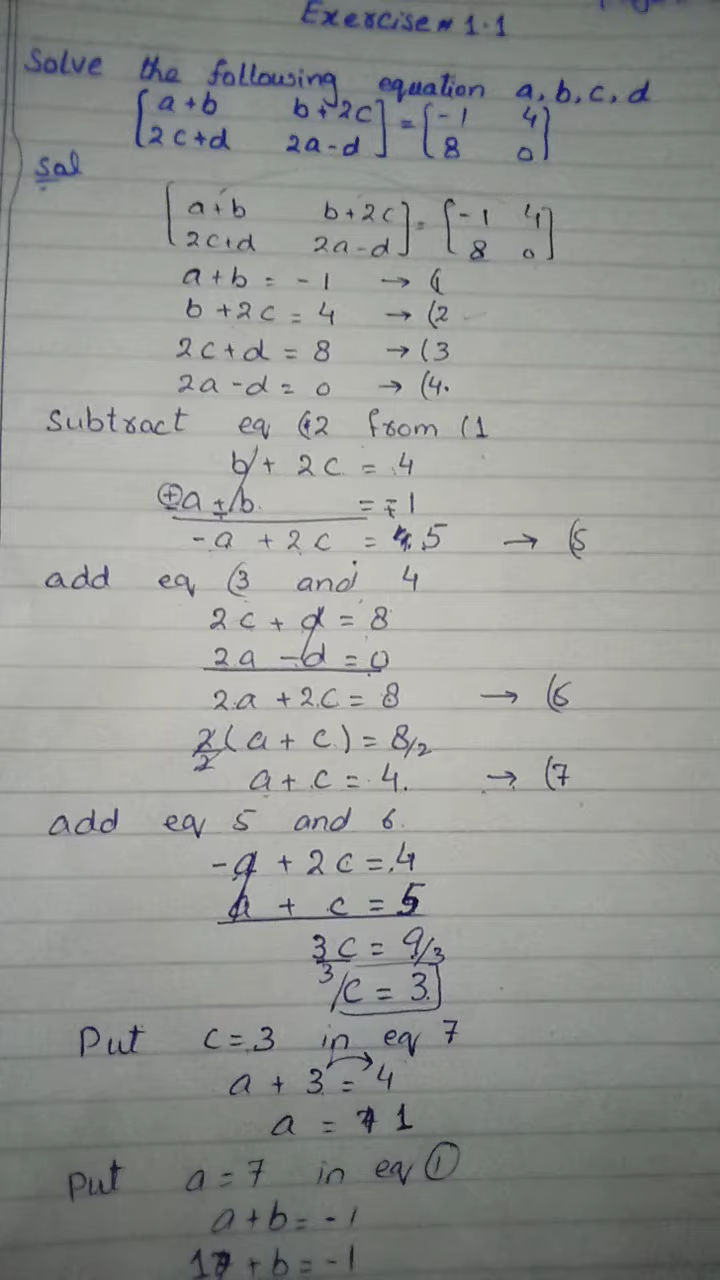 Exercise 1.1
Solve the following equation a, b, c, d
[a+b b+2c] = [-1 4]
[2c+d 2a-d] [8 0]
Sol
[a+b b+2c] = [-1 4]
[2c+d 2a-d] [8 0]
a+b = -1 → (1
b+2c = 4 → (2
2c+d = 8 → (3
2a-d = 0 → (4.
Subtract eq (2 from (1
b + 2c = 4
±a ± b = ∓1
-a + 2c = 5 → (5
add eq (3 and 4
2c + d = 8
2a - d = 0
2a + 2c = 8 → (6
2/2 (a + c) = 8/2
a + c = 4. → (7
add eq 5 and 6.
-a + 2c = 4
a + c = 5
3c/3 = 9/3
c = 3
Put c = 3 in eq 7
a + 3 = 4
a = 1
Put a = 7 in eq ①
a+b = -1
1 + b = -1